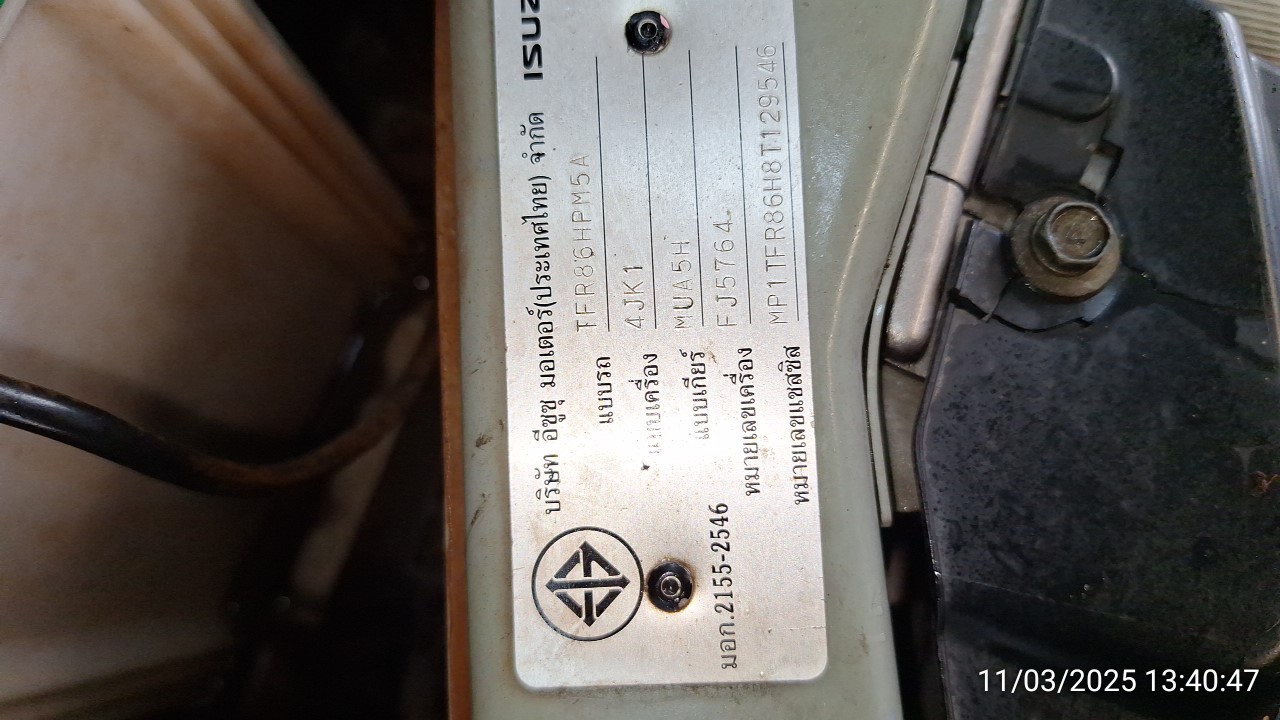 บริษัท อีซูซุ มอเตอร์(ประเทศไทย) จำกัด ISUZ
แบบรถ TFR86HPM5A
แบบเครื่อง 4JK1
แบบเกียร์ MUA5H
หมายเลขเครื่อง FJ5764
หมายเลขแชสซิส MP1TFR86H8T129546
มอก.2155-2546
11/03/2025 13:40:47